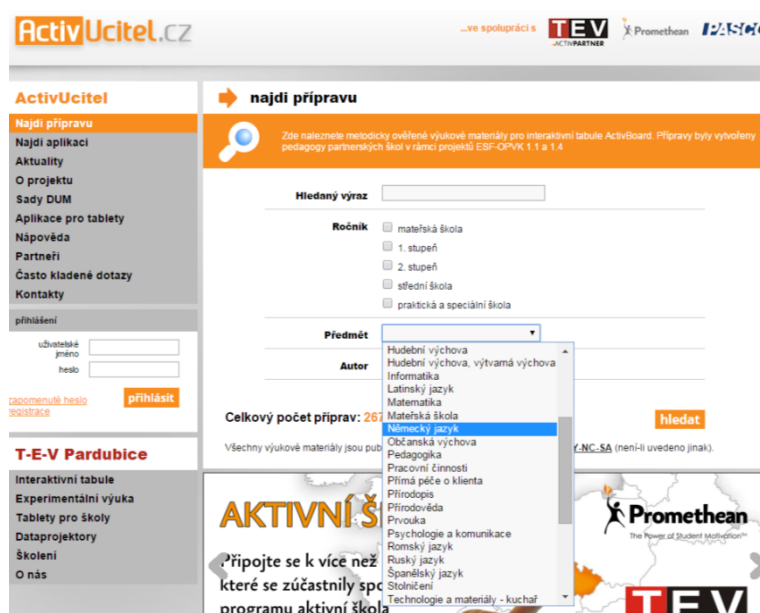 ActivUcitel.cz
...ve spolupráci s
TEV
ACTIVPARTNER
Promethean
PASCO
ActivUcitel
Najdi přípravu
Najdi aplikaci
Aktuality
O projektu
Sady DUM
Aplikace pro tablety
Nápověda
Partneři
Často kladené dotazy
Kontakty
přihlášení
uživatelské
jméno
heslo
zapomenuté heslo
registrace
přihlásit
T-E-V Pardubice
Interaktivní tabule
Experimentální výuka
Tablety pro školy
Dataprojektory
Školení
O nás
najdi přípravu
Zde naleznete metodicky ověřené výukové materiály pro interaktivní tabule ActivBoard. Přípravy byly vytvořeny
pedagogy partnerských škol v rámci projektů ESF-OPVK 1.1 a 1.4
Hledaný výraz
Ročník
mateřská škola
1. stupeň
2. stupeň
střední škola
praktická a speciální škola
Předmět
Autor
Hudební výchova
Hudební výchova, výtvarná výchova
Informatika
Latinský jazyk
Matematika
Mateřská škola
Německý jazyk
Občanská výchova
Pedagogika
Pracovní činnosti
Přímá péče o klienta
Přírodopis
Přírodověda
Prvouka
Psychologie a komunikace
Romský jazyk
Ruský jazyk
Španělský jazyk
Stolničení
Technologie a materiály - kuchař
Celkový počet příprav: 267
hledat
Všechny výukové materiály jsou pub
Y-NC-SA (není-li uvedeno jinak).
AKTIVNÍ Š
Připojte se k více než
které se zúčastnily spo
programu aktivní škola
Promethean
The Power of Student Motivation
TEV